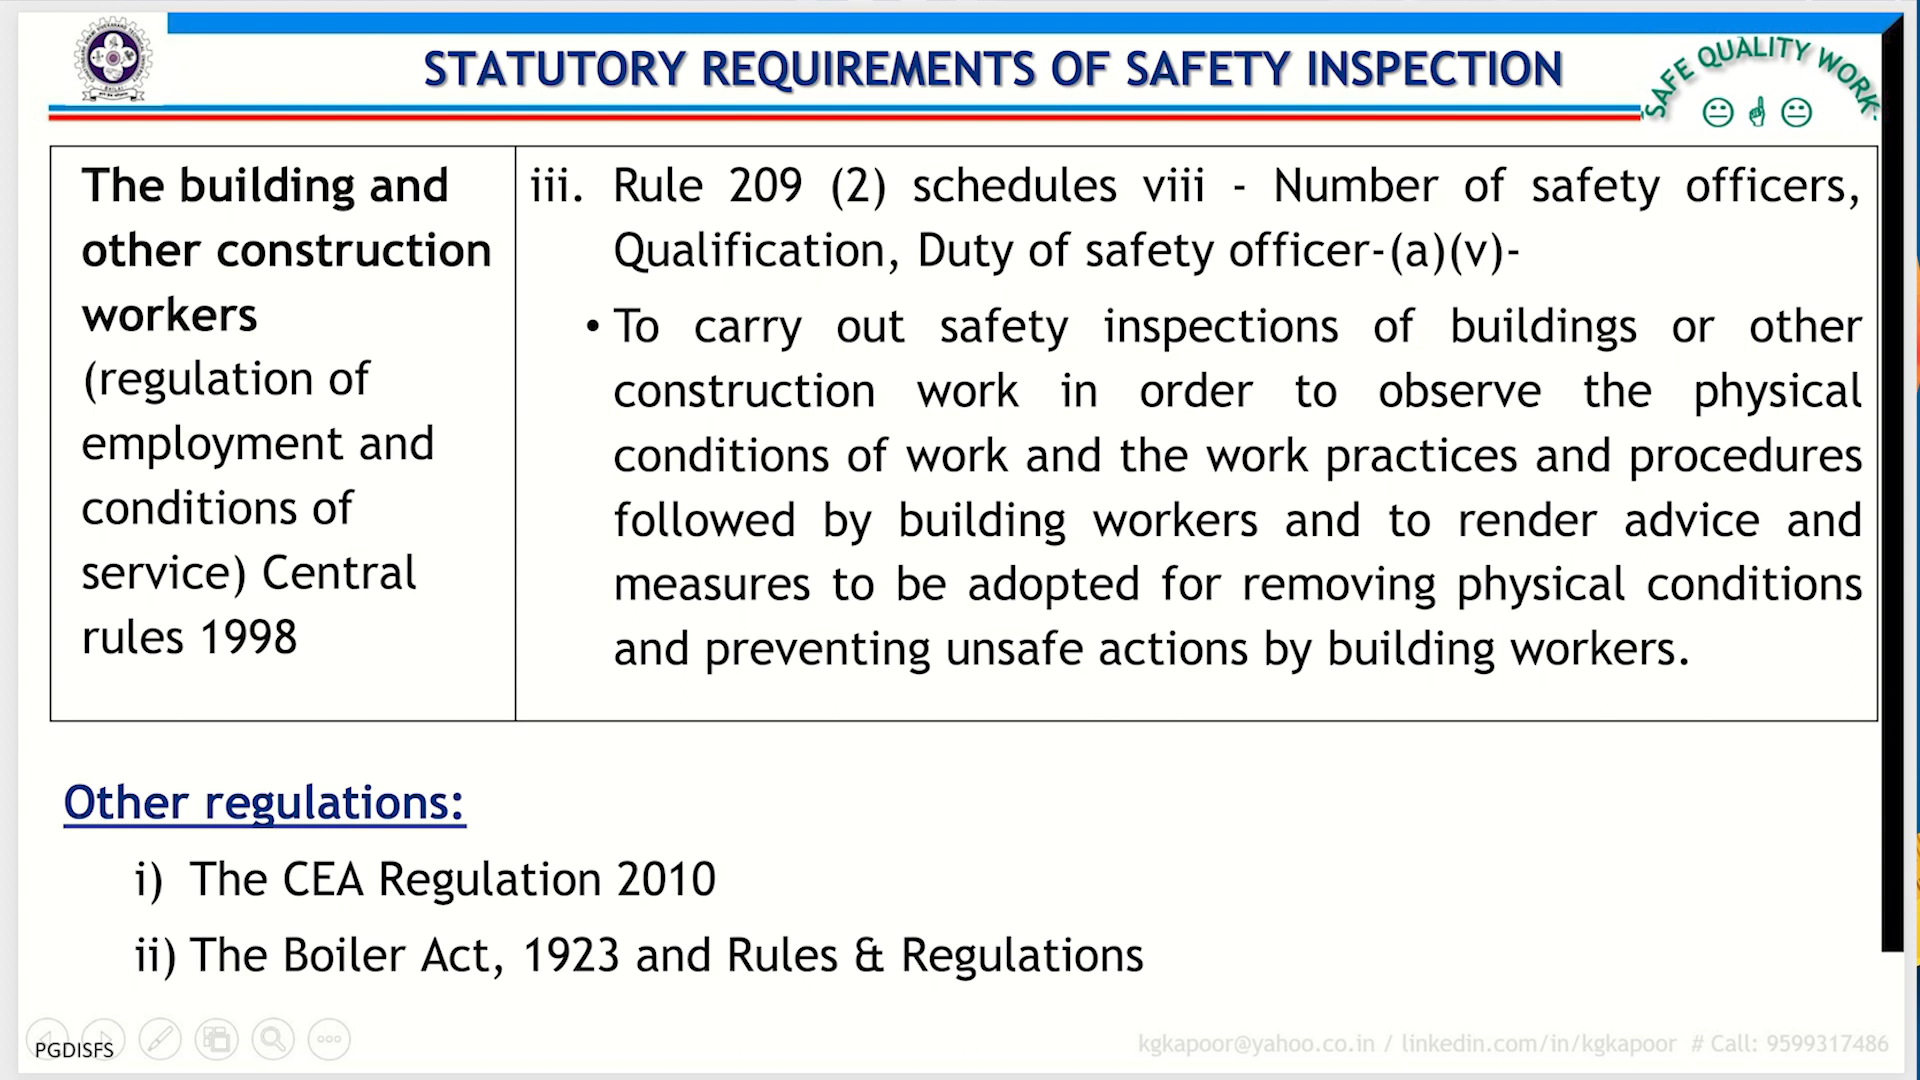 STATUTORY REQUIREMENTS OF SAFETY INSPECTION
SAFE QUALITY WORK
The building and
other construction
workers
(regulation of
employment and
conditions of
service) Central
rules 1998
iii. Rule 209 (2) schedules viii - Number of safety officers,
Qualification, Duty of safety officer-(a)(v)-
• To carry out safety inspections of buildings or other
construction work in order to observe the physical
conditions of work and the work practices and procedures
followed by building workers and to render advice and
measures to be adopted for removing physical conditions
and preventing unsafe actions by building workers.
Other regulations:
i) The CEA Regulation 2010
ii) The Boiler Act, 1923 and Rules & Regulations
PGDISFS
kgkapoor@yahoo.co.in / linkedin.com/in/kgkapoor # Call: 9599317486